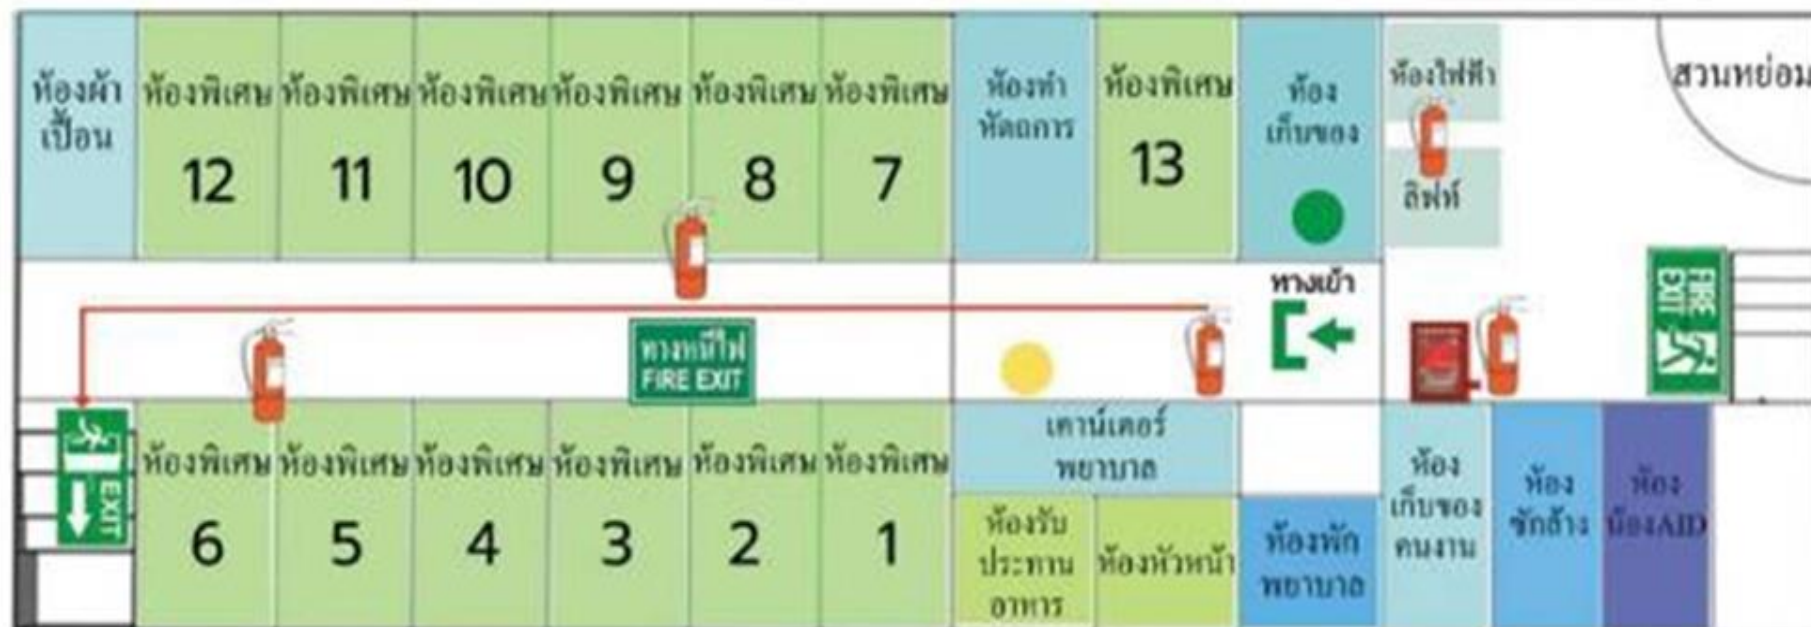 ห้องผ้า
เปื้อน
ห้องพิเศษ
12
ห้องพิเศษ
11
ห้องพิเศษ
10
ห้องพิเศษ
9
ห้องพิเศษ
8
ห้องพิเศษ
7
ห้องทำ
หัตถการ
ห้องพิเศษ
13
ห้อง
เก็บของ
ห้องไฟฟ้า
ลิฟท์
สวนหย่อม
ทางเข้า
FIRE
EXIT
ทางหนีไฟ
FIRE EXIT
EXIT
ห้องพิเศษ
6
ห้องพิเศษ
5
ห้องพิเศษ
4
ห้องพิเศษ
3
ห้องพิเศษ
2
ห้องพิเศษ
1
เคาน์เตอร์
พยาบาล
ห้องรับ
ประทาน
อาหาร
ห้องหัวหน้า
ห้องพัก
พยาบาล
ห้อง
เก็บของ
คนงาน
ห้อง
ซักล้าง
ห้อง
น้องAID